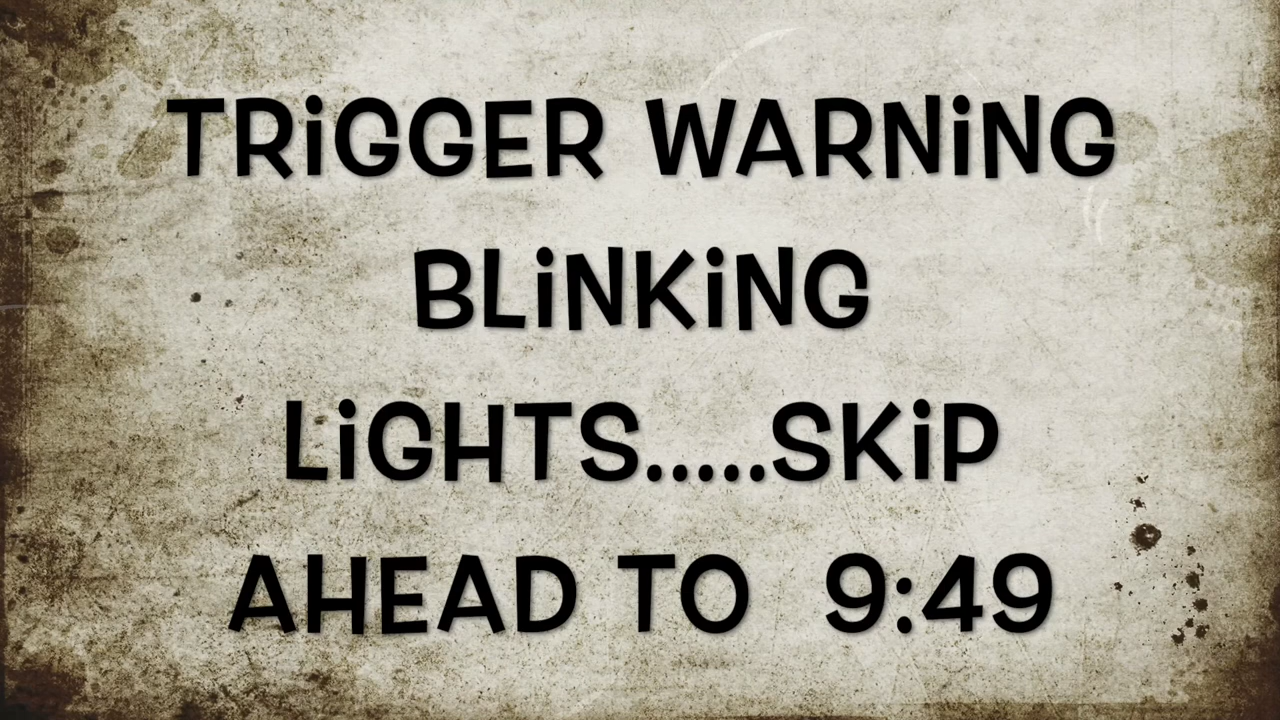 TRiGGER WARNiNG
BLiNKiNG
LiGHTS.....SKiP
AHEAD TO 9:49